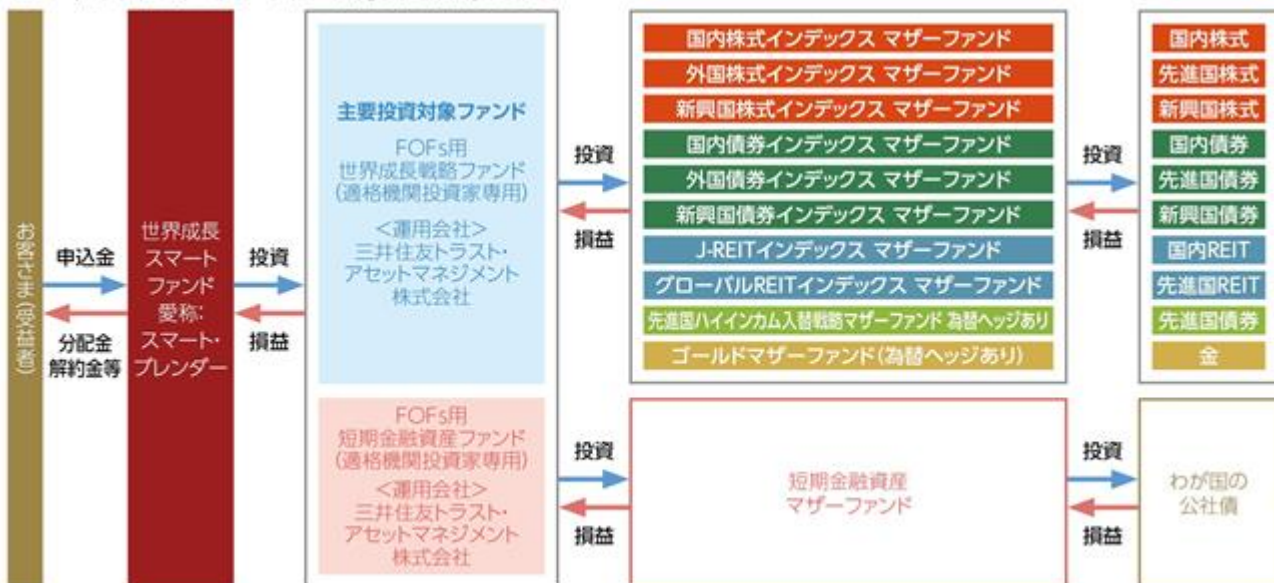 お客さま(受益者)
申込金
分配金
解約金等
世界成長
スマート
ファンド
愛称:
スマート・
ブレンダー
投資
損益
主要投資対象ファンド
FOFs用
世界成長戦略ファンド
(適格機関投資家専用)
<運用会社>
三井住友トラスト・
アセットマネジメント
株式会社
投資
損益
国内株式インデックス マザーファンド
外国株式インデックス マザーファンド
新興国株式インデックス マザーファンド
国内債券インデックス マザーファンド
外国債券インデックス マザーファンド
新興国債券インデックス マザーファンド
J-REITインデックス マザーファンド
グローバルREITインデックス マザーファンド
先進国ハイインカム入替戦略マザーファンド 為替ヘッジあり
ゴールドマザーファンド(為替ヘッジあり)
投資
損益
国内株式
先進国株式
新興国株式
国内債券
先進国債券
新興国債券
国内REIT
先進国REIT
先進国債券
金
FOFs用
短期金融資産ファンド
(適格機関投資家専用)
<運用会社>
三井住友トラスト・
アセットマネジメント
株式会社
投資
損益
短期金融資産
マザーファンド
投資
損益
わが国の
公社債